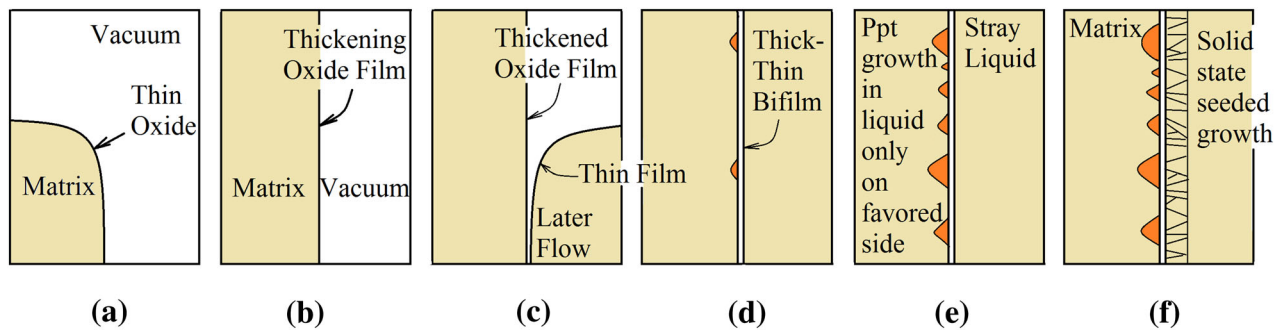 Vacuum
Thin
Oxide
Matrix
Thickening
Oxide Film
Matrix
Vacuum
Thickened
Oxide Film
Thin Film
Later
Flow
Thick-
Thin
Bifilm
Ppt
growth
in
liquid
only
on
favored
side
Stray
Liquid
Matrix
Solid
state
seeded
growth
(a)
(b)
(c)
(d)
(e)
(f)